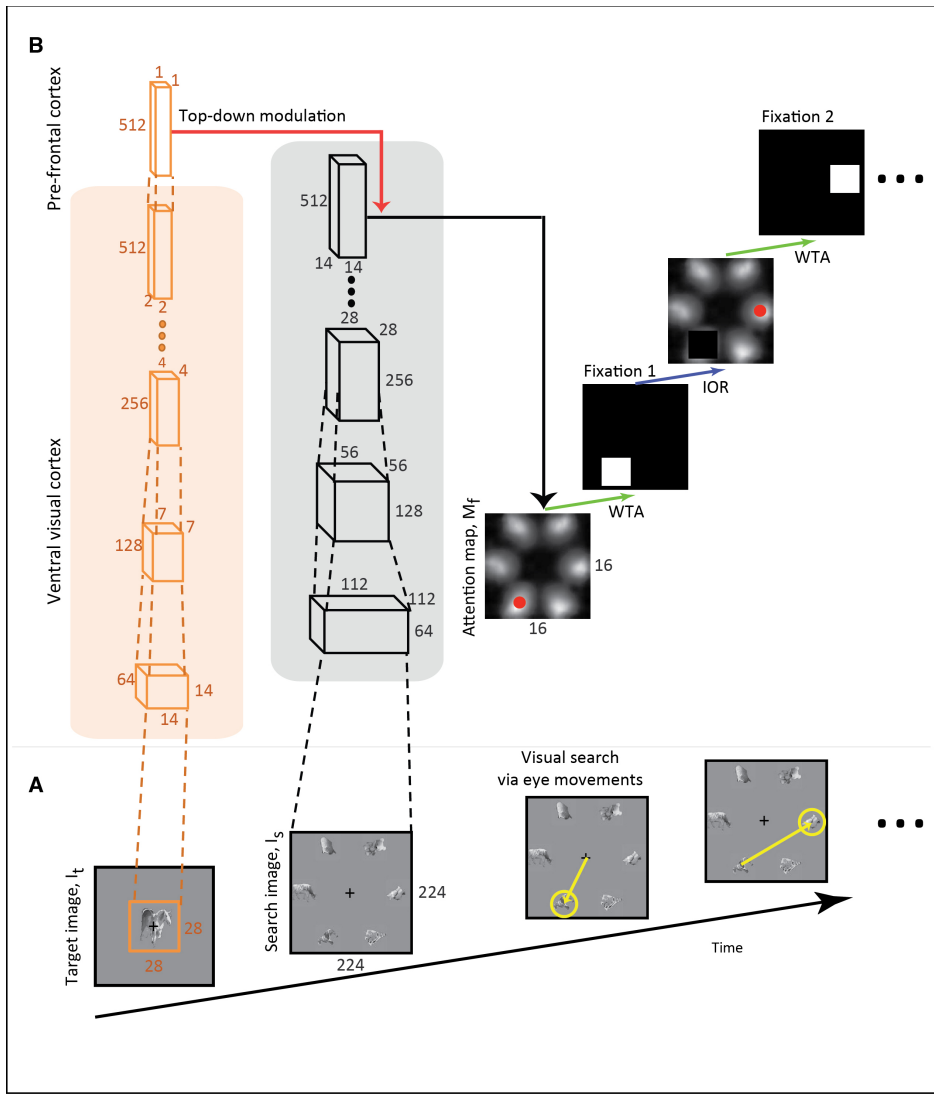 B
Pre-frontal cortex
Ventral visual cortex
1
1
512
Top-down modulation
512
2
2
4
4
256
7
7
128
64
14
14
512
14
14
28
28
256
56
56
128
112
112
64
Attention map, Mf
16
16
WTA
Fixation 1
IOR
WTA
Fixation 2
A
Target image, It
28
28
Search image, Is
224
224
Visual search
via eye movements
Time